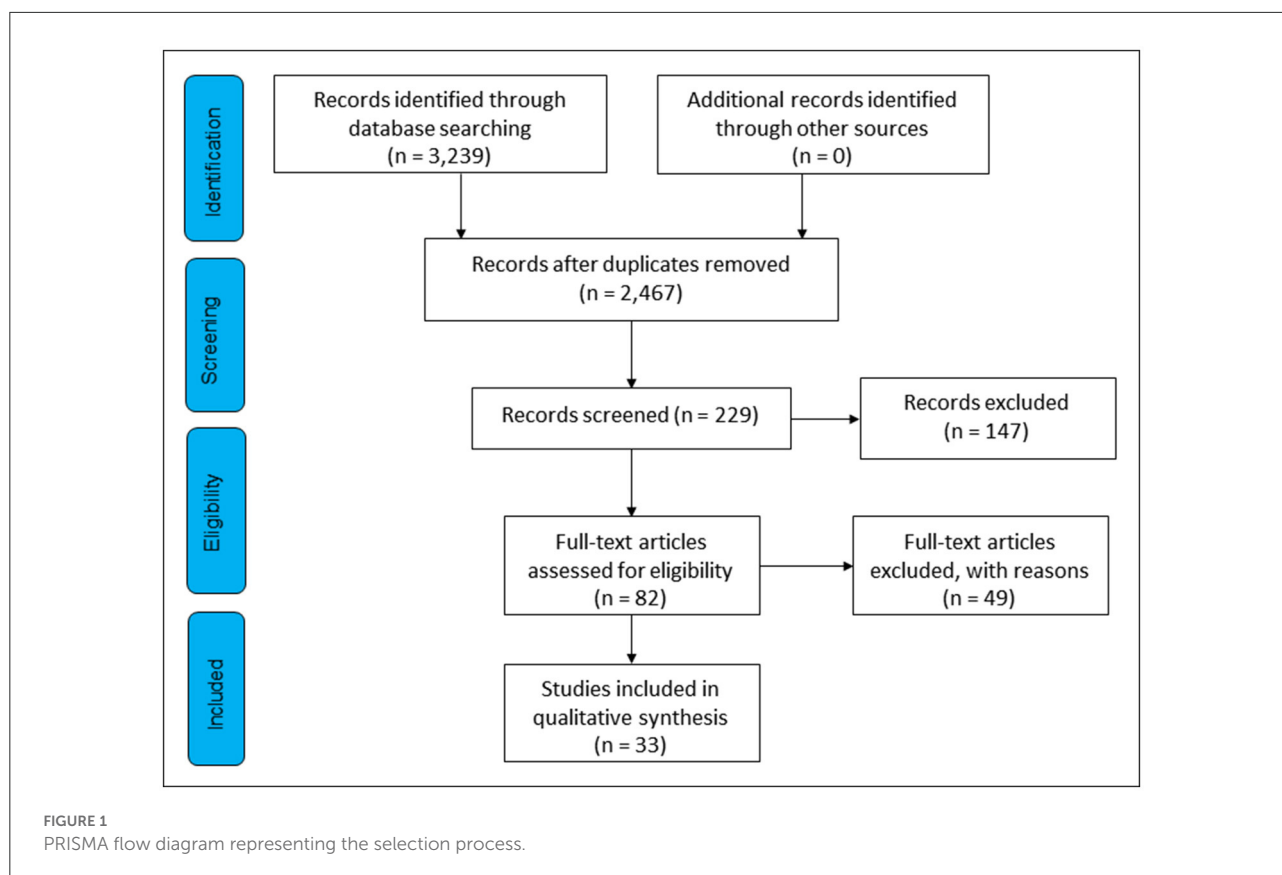 Identification
Records identified through
database searching
(n = 3,239)
Additional records identified
through other sources
(n = 0)
Screening
Records after duplicates removed
(n = 2,467)
Records screened (n = 229)
Records excluded
(n = 147)
Eligibility
Full-text articles
assessed for eligibility
(n = 82)
Full-text articles
excluded, with reasons
(n = 49)
Included
Studies included in
qualitative synthesis
(n = 33)
FIGURE 1
PRISMA flow diagram representing the selection process.